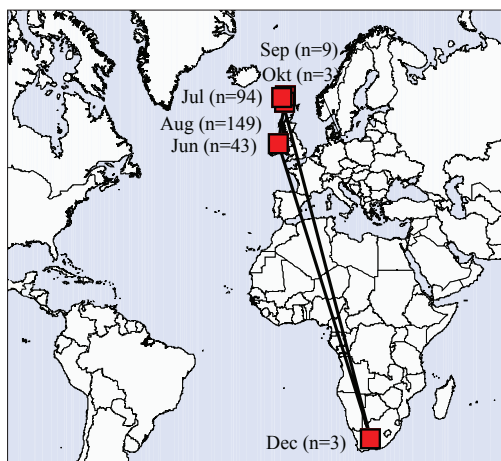 Sep (n=9)
Okt (n=3)
Jul (n=94)
Aug (n=149)
Jun (n=43)
Dec (n=3)